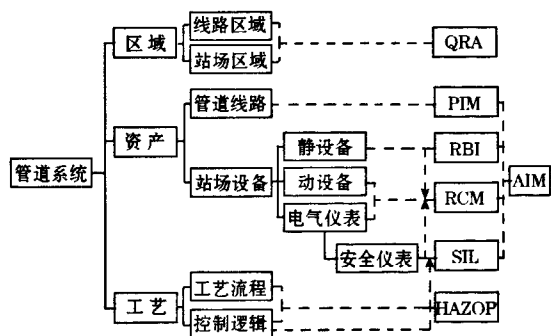 线路区域
区域
QRA
站场区域
管道线路
PIM
资产
静设备
RBI
管道系统
站场设备
动设备
AIM
RCM
电气仪表
安全仪表
SIL
工艺流程
工艺
HAZOP
控制逻辑